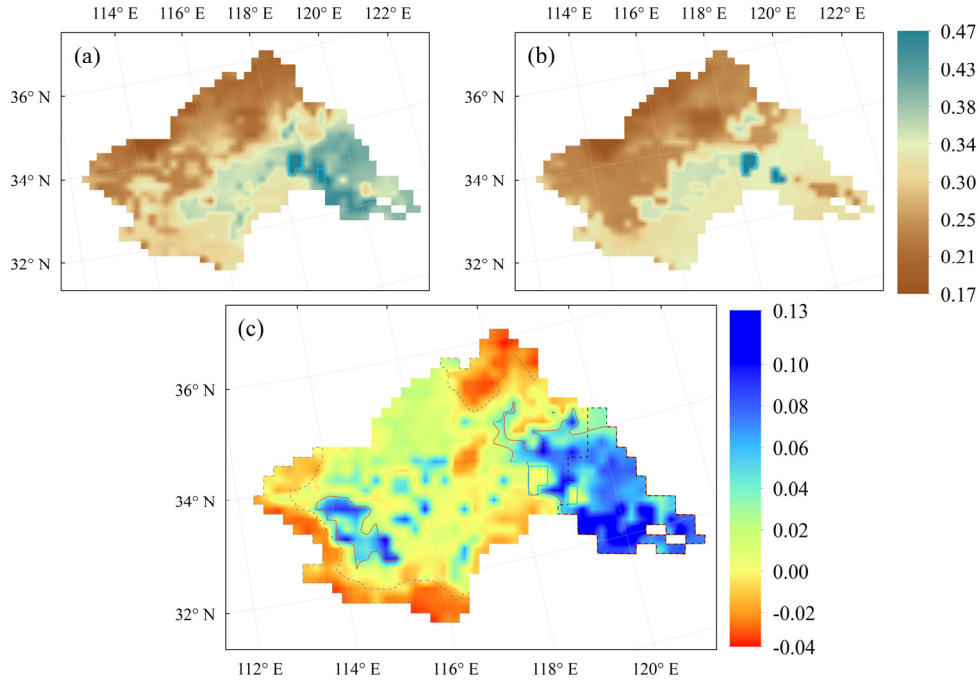 114° E 116° E 118° E 120° E 122° E
114° E 116° E 118° E 120° E 122° E
(a)
36° N
34° N
32° N
(b)
36° N
34° N
32° N
0.47
0.43
0.38
0.34
0.30
0.25
0.21
0.17
(c)
36° N
34° N
32° N
112° E 114° E 116° E 118° E 120° E
0.13
0.10
0.08
0.06
0.04
0.02
0.00
-0.04